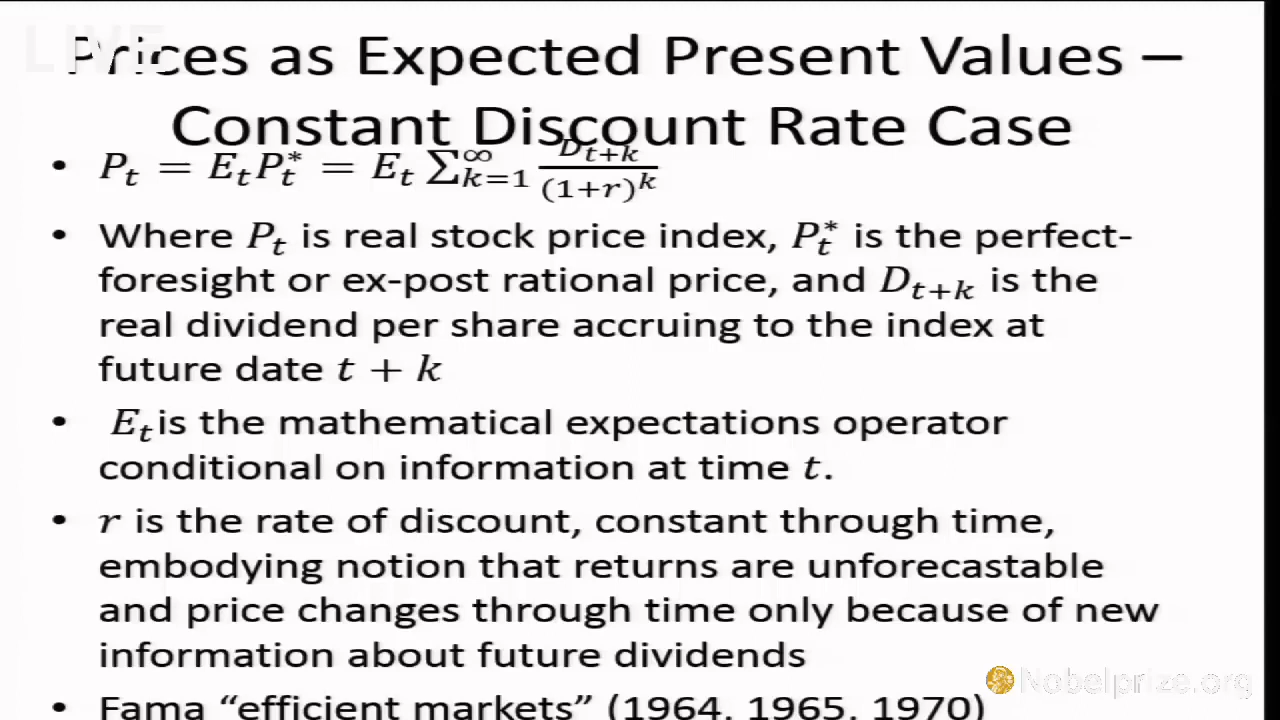 LIVE
Prices as Expected Present Values –
Constant Discount Rate Case
• $P_t = E_t P_t^* = E_t \sum_{k=1}^{\infty} \frac{D_{t+k}}{(1+r)^k}$
• Where $P_t$ is real stock price index, $P_t^*$ is the perfect-
foresight or ex-post rational price, and $D_{t+k}$ is the
real dividend per share accruing to the index at
future date $t + k$
• $E_t$ is the mathematical expectations operator
conditional on information at time $t$.
• $r$ is the rate of discount, constant through time,
embodying notion that returns are unforecastable
and price changes through time only because of new
information about future dividends
• Fama “efficient markets” (1964, 1965, 1970)
Nobelprize.org